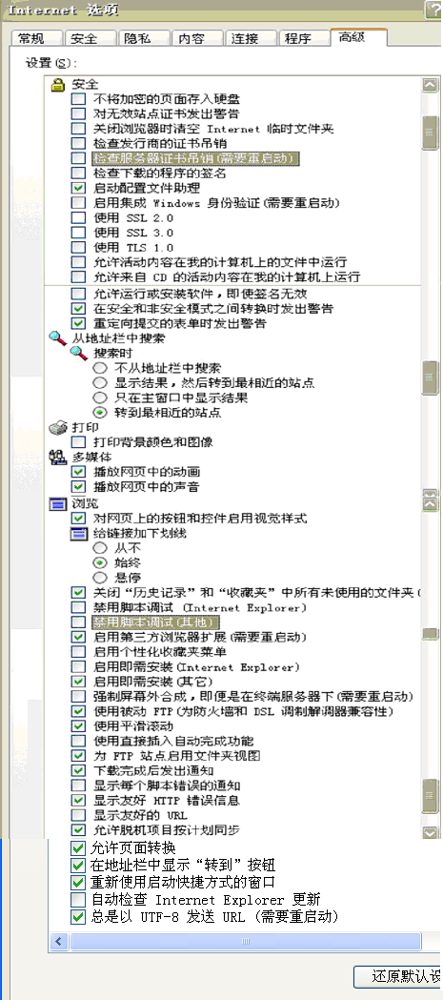 Internet 选项
常规 安全 隐私 内容 连接 程序 高级
设置(S):
安全
不将加密的页面存入硬盘
对无效站点证书发出警告
关闭浏览器时清空 Internet 临时文件夹
检查发行商的证书吊销
检查服务器证书吊销(需要重启动)
检查下载的程序的签名
启动配置文件助理
启用集成 Windows 身份验证(需要重启动)
使用 SSL 2.0
使用 SSL 3.0
使用 TLS 1.0
允许活动内容在我的计算机上的文件中运行
允许来自 CD 的活动内容在我的计算机上运行
允许运行或安装软件，即使签名无效
在安全和非安全模式之间转换时发出警告
重定向提交的表单时发出警告
从地址栏中搜索
搜索时
不从地址栏中搜索
显示结果，然后转到最相近的站点
只在主窗口中显示结果
转到最相近的站点
打印
打印背景颜色和图像
多媒体
播放网页中的动画
播放网页中的声音
浏览
对网页上的按钮和控件启用视觉样式
给链接加下划线
从不
始终
悬停
关闭“历史记录”和“收藏夹”中所有未使用的文件夹(
禁用脚本调试 (Internet Explorer)
禁用脚本调试(其他)
启用第三方浏览器扩展(需要重启动)
启用个性化收藏夹菜单
启用即需安装(Internet Explorer)
启用即需安装(其它)
强制屏幕外合成，即便是在终端服务器下(需要重启动)
使用被动 FTP(为防火墙和 DSL 调制解调器兼容性)
使用平滑滚动
使用直接插入自动完成功能
为 FTP 站点启用文件夹视图
下载完成后发出通知
显示每个脚本错误的通知
显示友好 HTTP 错误信息
显示友好的 URL
允许脱机项目按计划同步
允许页面转换
在地址栏中显示“转到”按钮
重新使用启动快捷方式的窗口
自动检查 Internet Explorer 更新
总是以 UTF-8 发送 URL (需要重启动)
还原默认设